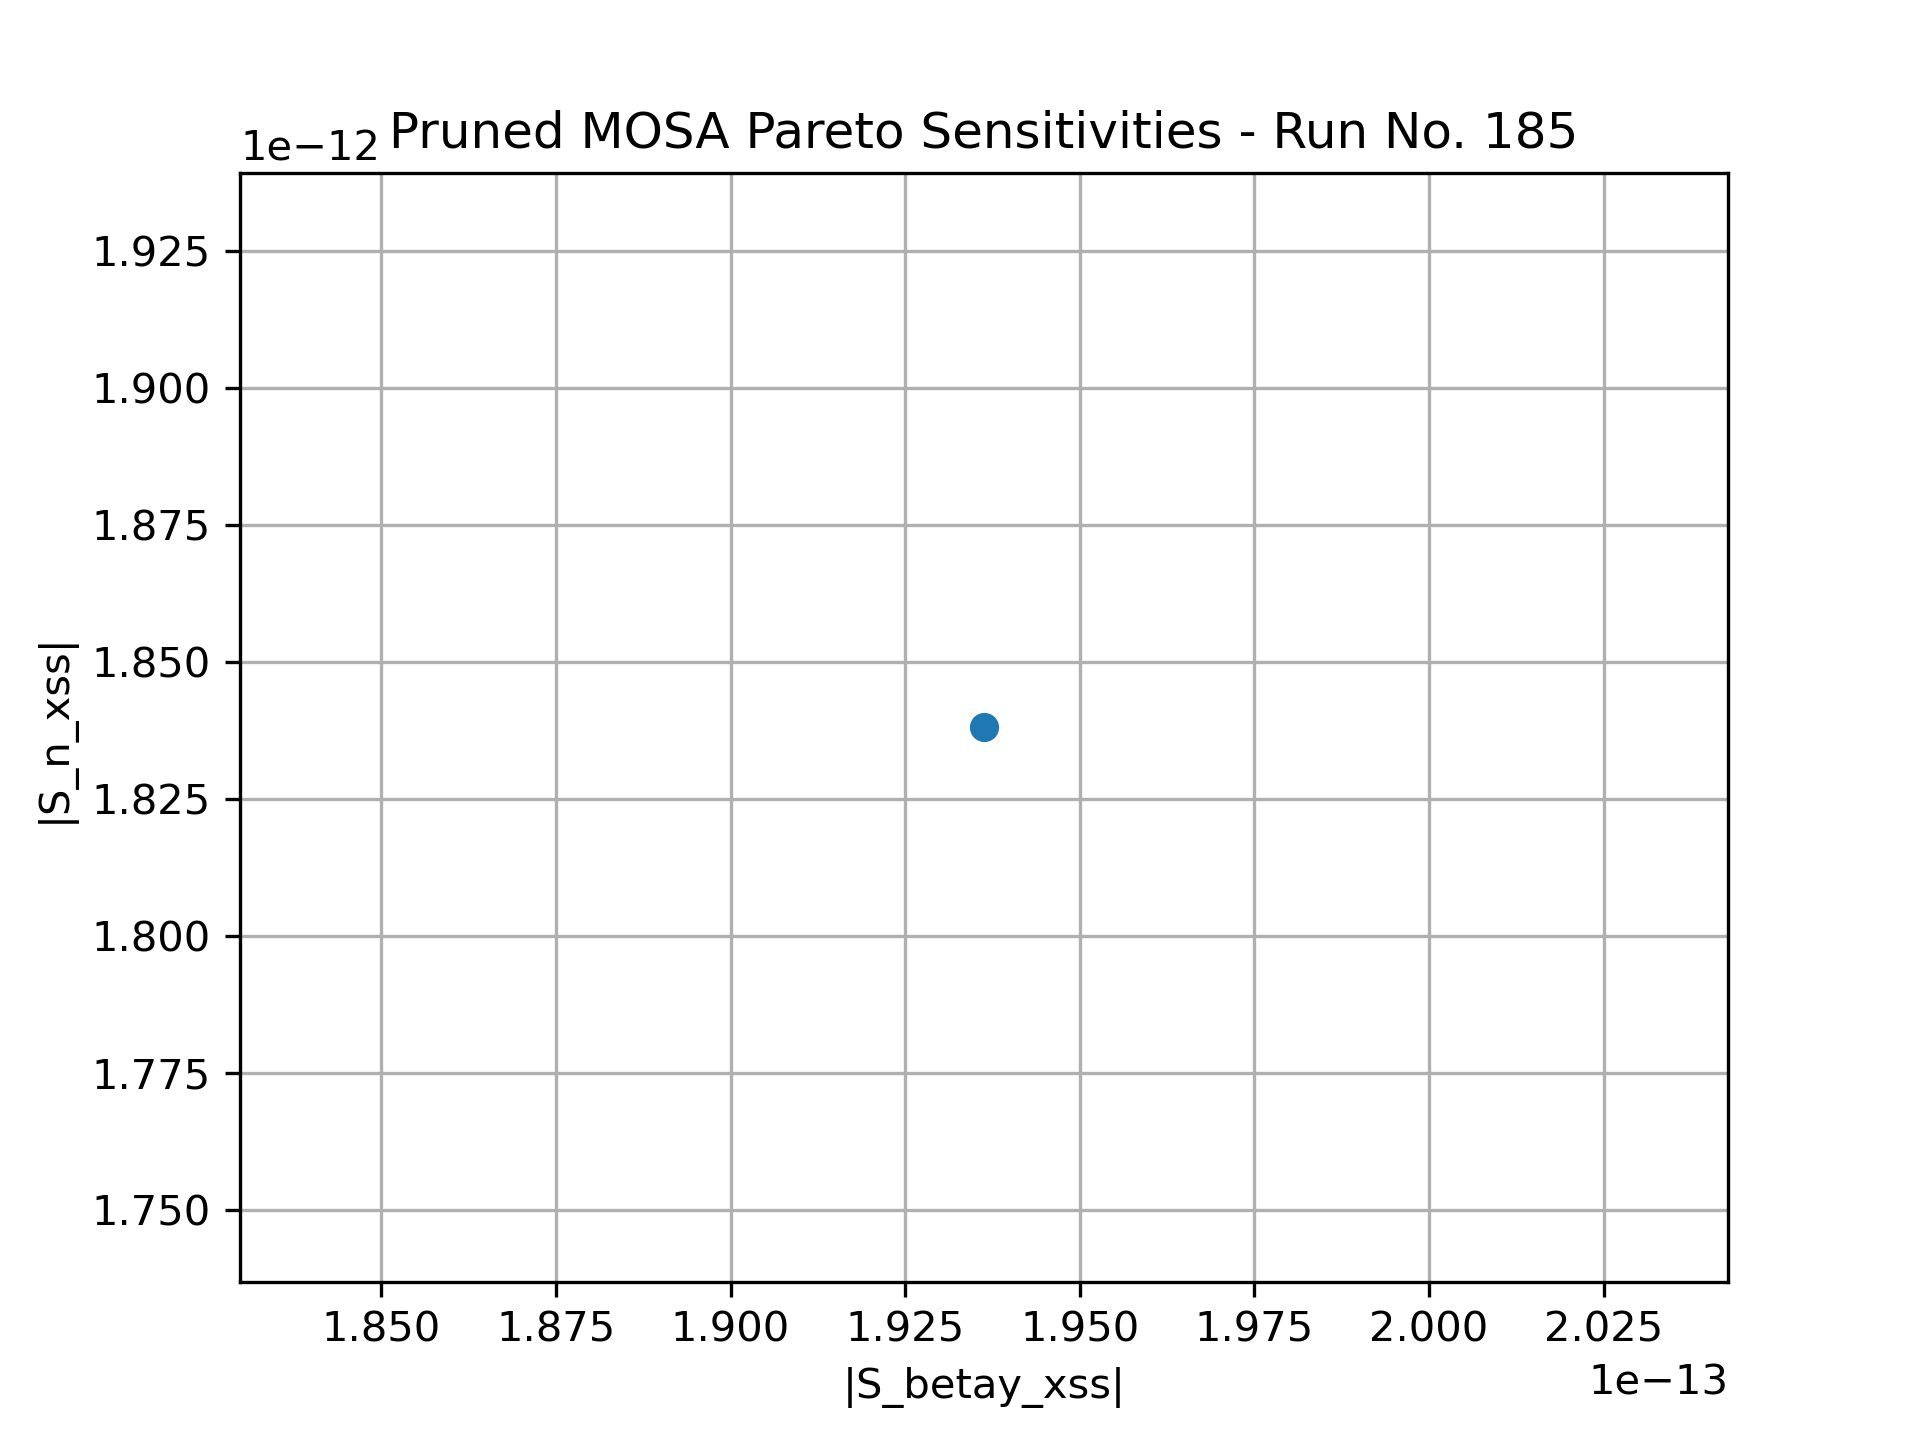 Pruned MOSA Pareto Sensitivities - Run No. 185
1e−12
1.925
1.900
1.875
1.850
1.825
1.800
1.775
1.750
|S_n_xss|
1.850 1.875 1.900 1.925 1.950 1.975 2.000 2.025
1e−13
|S_betay_xss|